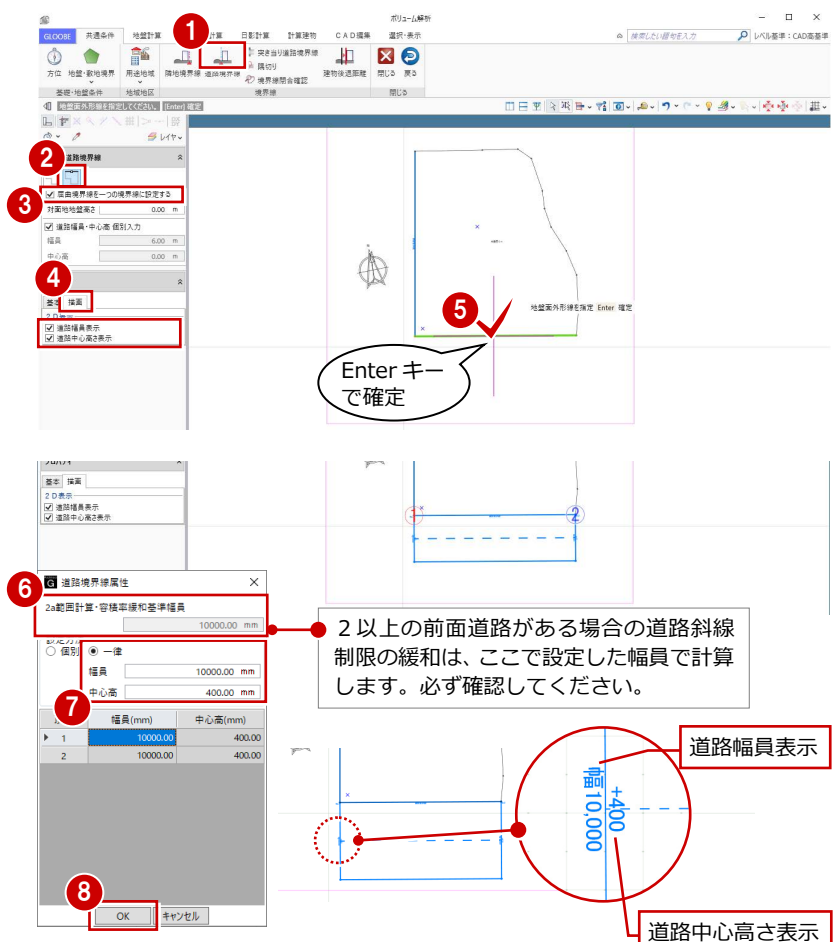 ボリューム解析
GLOOBE 共通条件 地盤計算 計算 日影計算 計算建物 CAD編集 選択・表示
検索したい語句を入力 レベル基準：CAD高基準
1
突き当り道路境界線
隅切り
境界線閉合確認
方位 地盤・敷地境界 用途地域 隣地境界線 道路境界線 建物後退距離 閉じる 戻る
基礎・地盤条件 地域地区 境界線 閉じる
地盤面外形線を指定してください。 [Enter] 確定
レイヤ
2
道路境界線
3
屈曲境界線を一つの境界線に設定する
対面地地盤高さ 0.00 m
道路幅員・中心高 個別入力
幅員 6.00 m
中心高 0.00 m
4
基本 描画
2D表示
道路幅員表示
道路中心高さ表示
5
地盤面外形線を指定 Enter 確定
Enter キー
で確定
プロパティ
基本 描画
2D表示
道路幅員表示
道路中心高さ表示
1 2
6
道路境界線属性
2a範囲計算・容積率緩和基準幅員
10000.00 mm
設定方法
個別 一律
幅員 10000.00 mm
中心高 400.00 mm
7
幅員(mm) 中心高(mm)
1 10000.00 400.00
2 10000.00 400.00
8
OK キャンセル
２以上の前面道路がある場合の道路斜線
制限の緩和は、ここで設定した幅員で計算
します。必ず確認してください。
道路幅員表示
幅10,000
+400
道路中心高さ表示